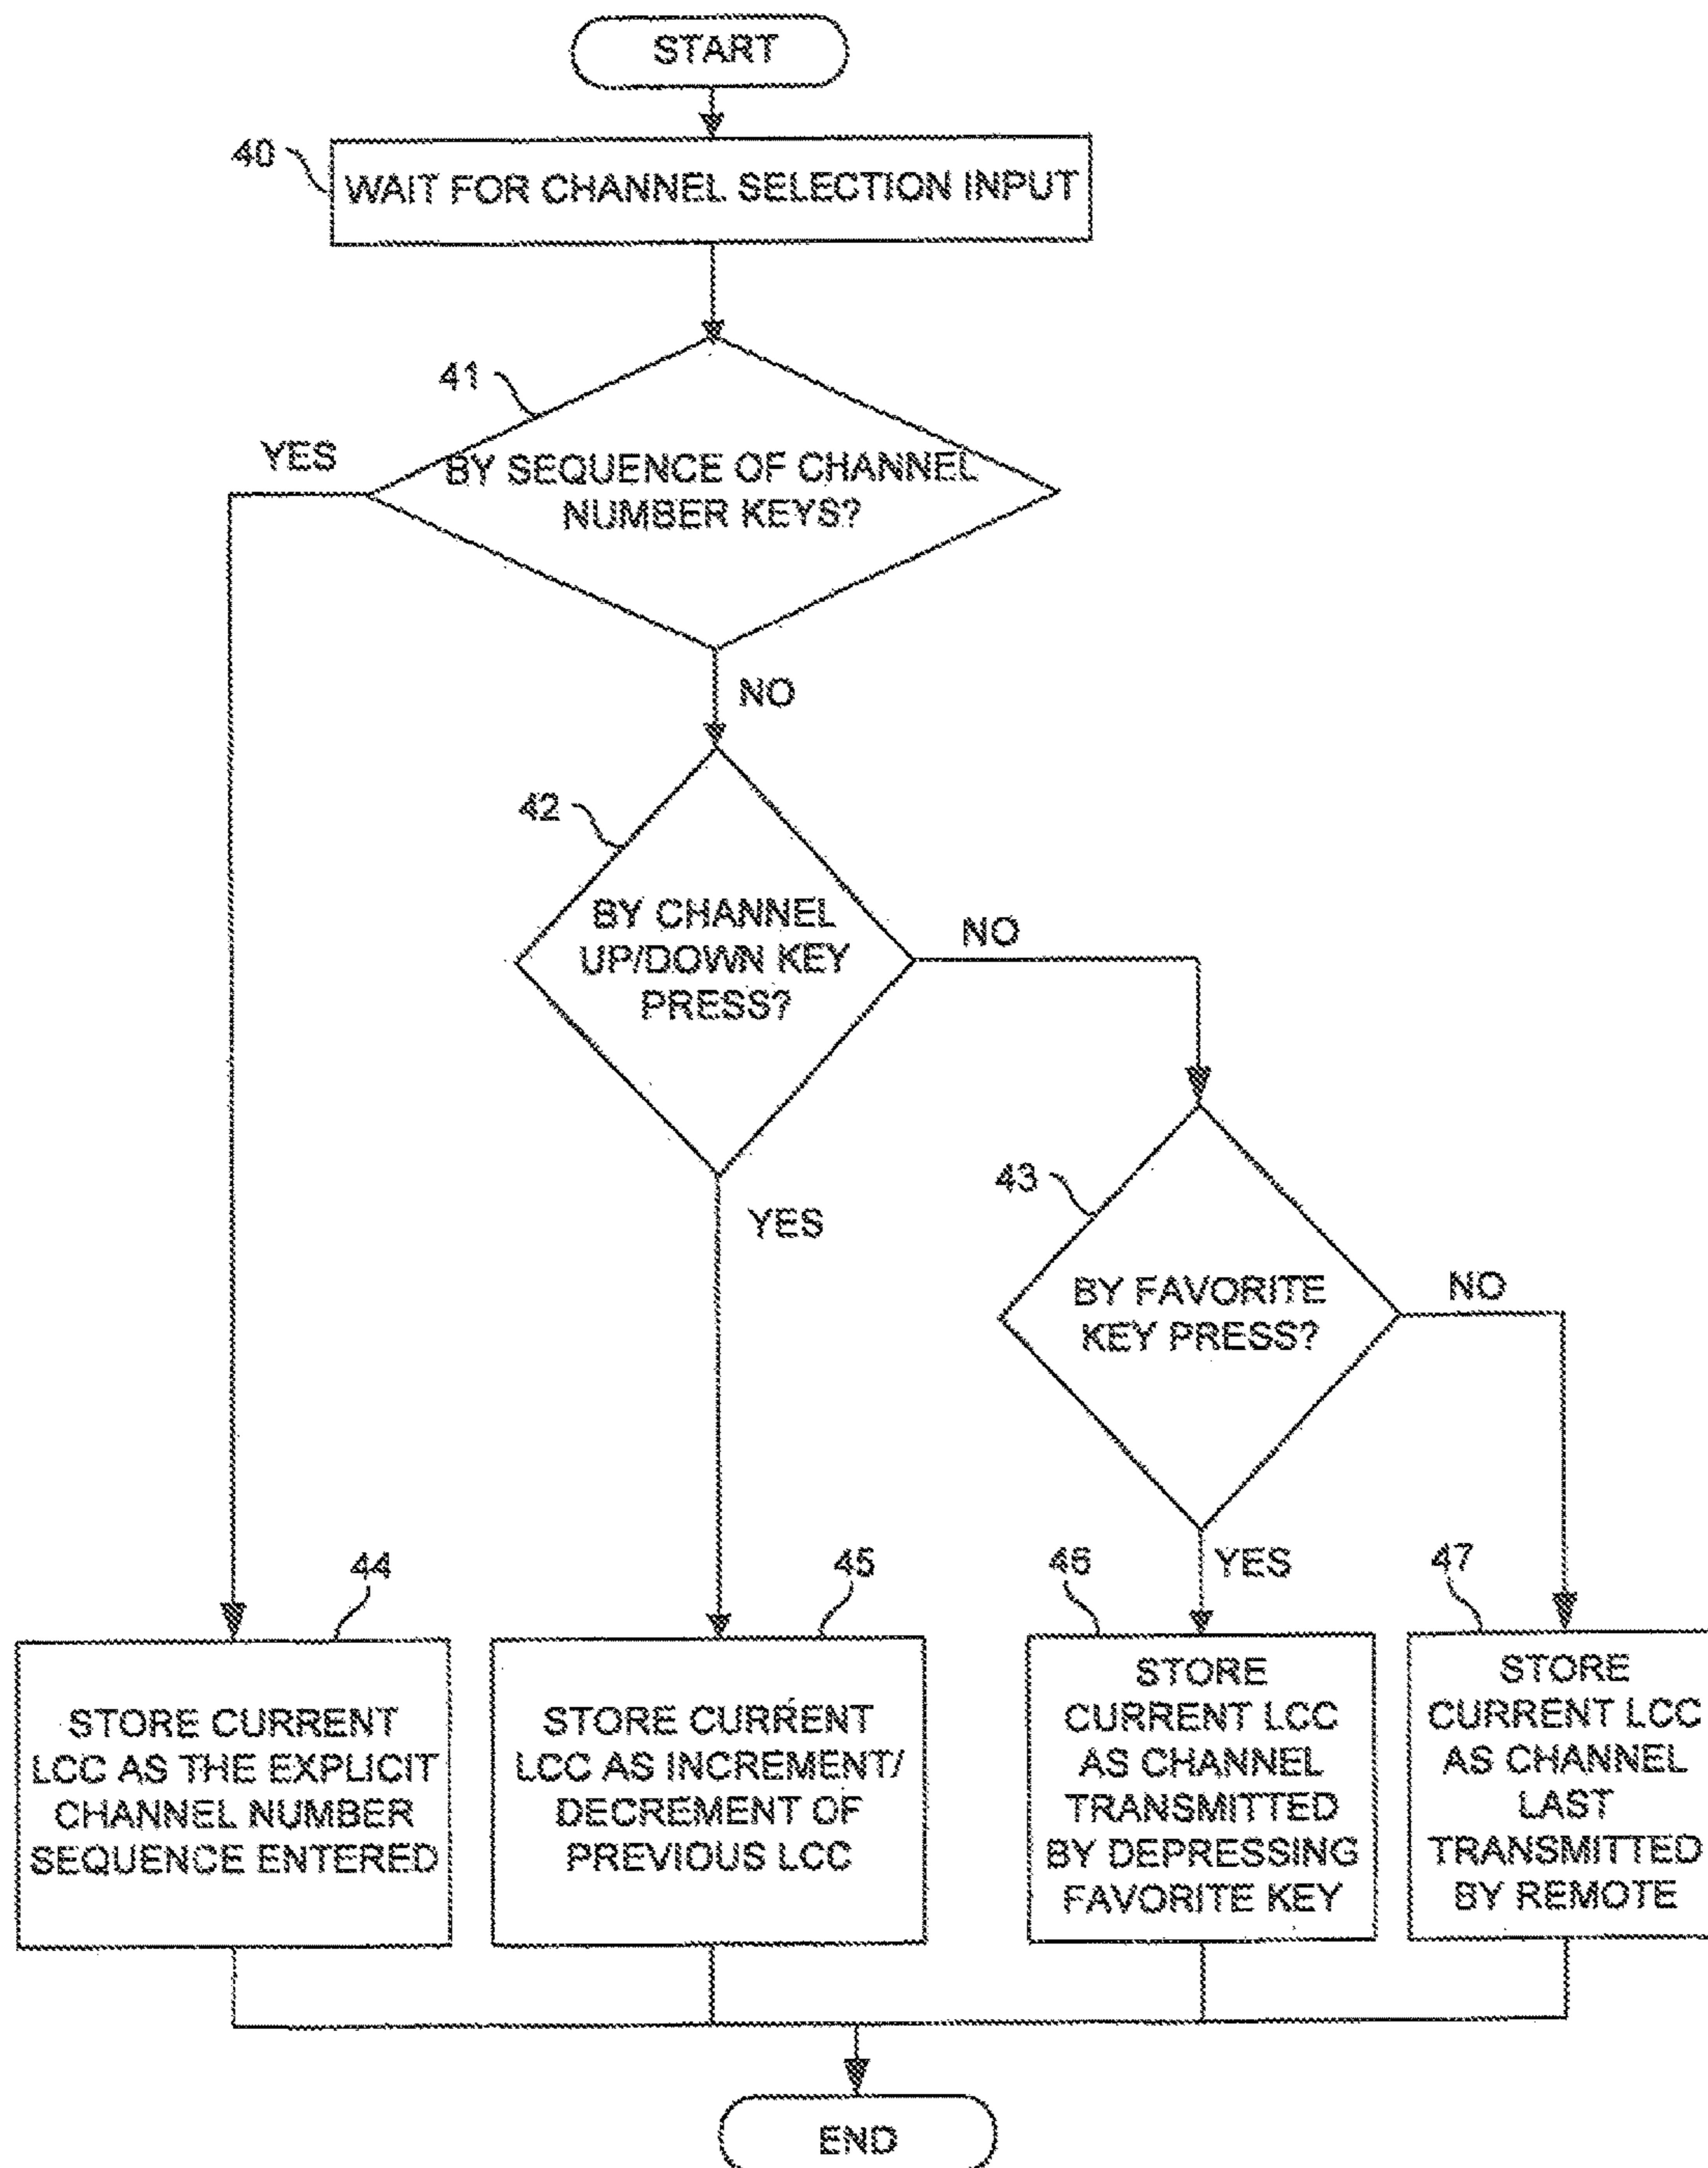 START
40
WAIT FOR CHANNEL SELECTION INPUT
41
YES
BY SEQUENCE OF CHANNEL
NUMBER KEYS?
NO
42
BY CHANNEL
UP/DOWN KEY
PRESS?
NO
YES
43
BY FAVORITE
KEY PRESS?
NO
YES
44
STORE CURRENT
LCC AS THE EXPLICIT
CHANNEL NUMBER
SEQUENCE ENTERED
45
STORE CURRENT
LCC AS INCREMENT/
DECREMENT OF
PREVIOUS LCC
46
STORE
CURRENT LCC
AS CHANNEL
TRANSMITTED
BY DEPRESSING
FAVORITE KEY
47
STORE
CURRENT LCC
AS CHANNEL
LAST
TRANSMITTED
BY REMOTE
END